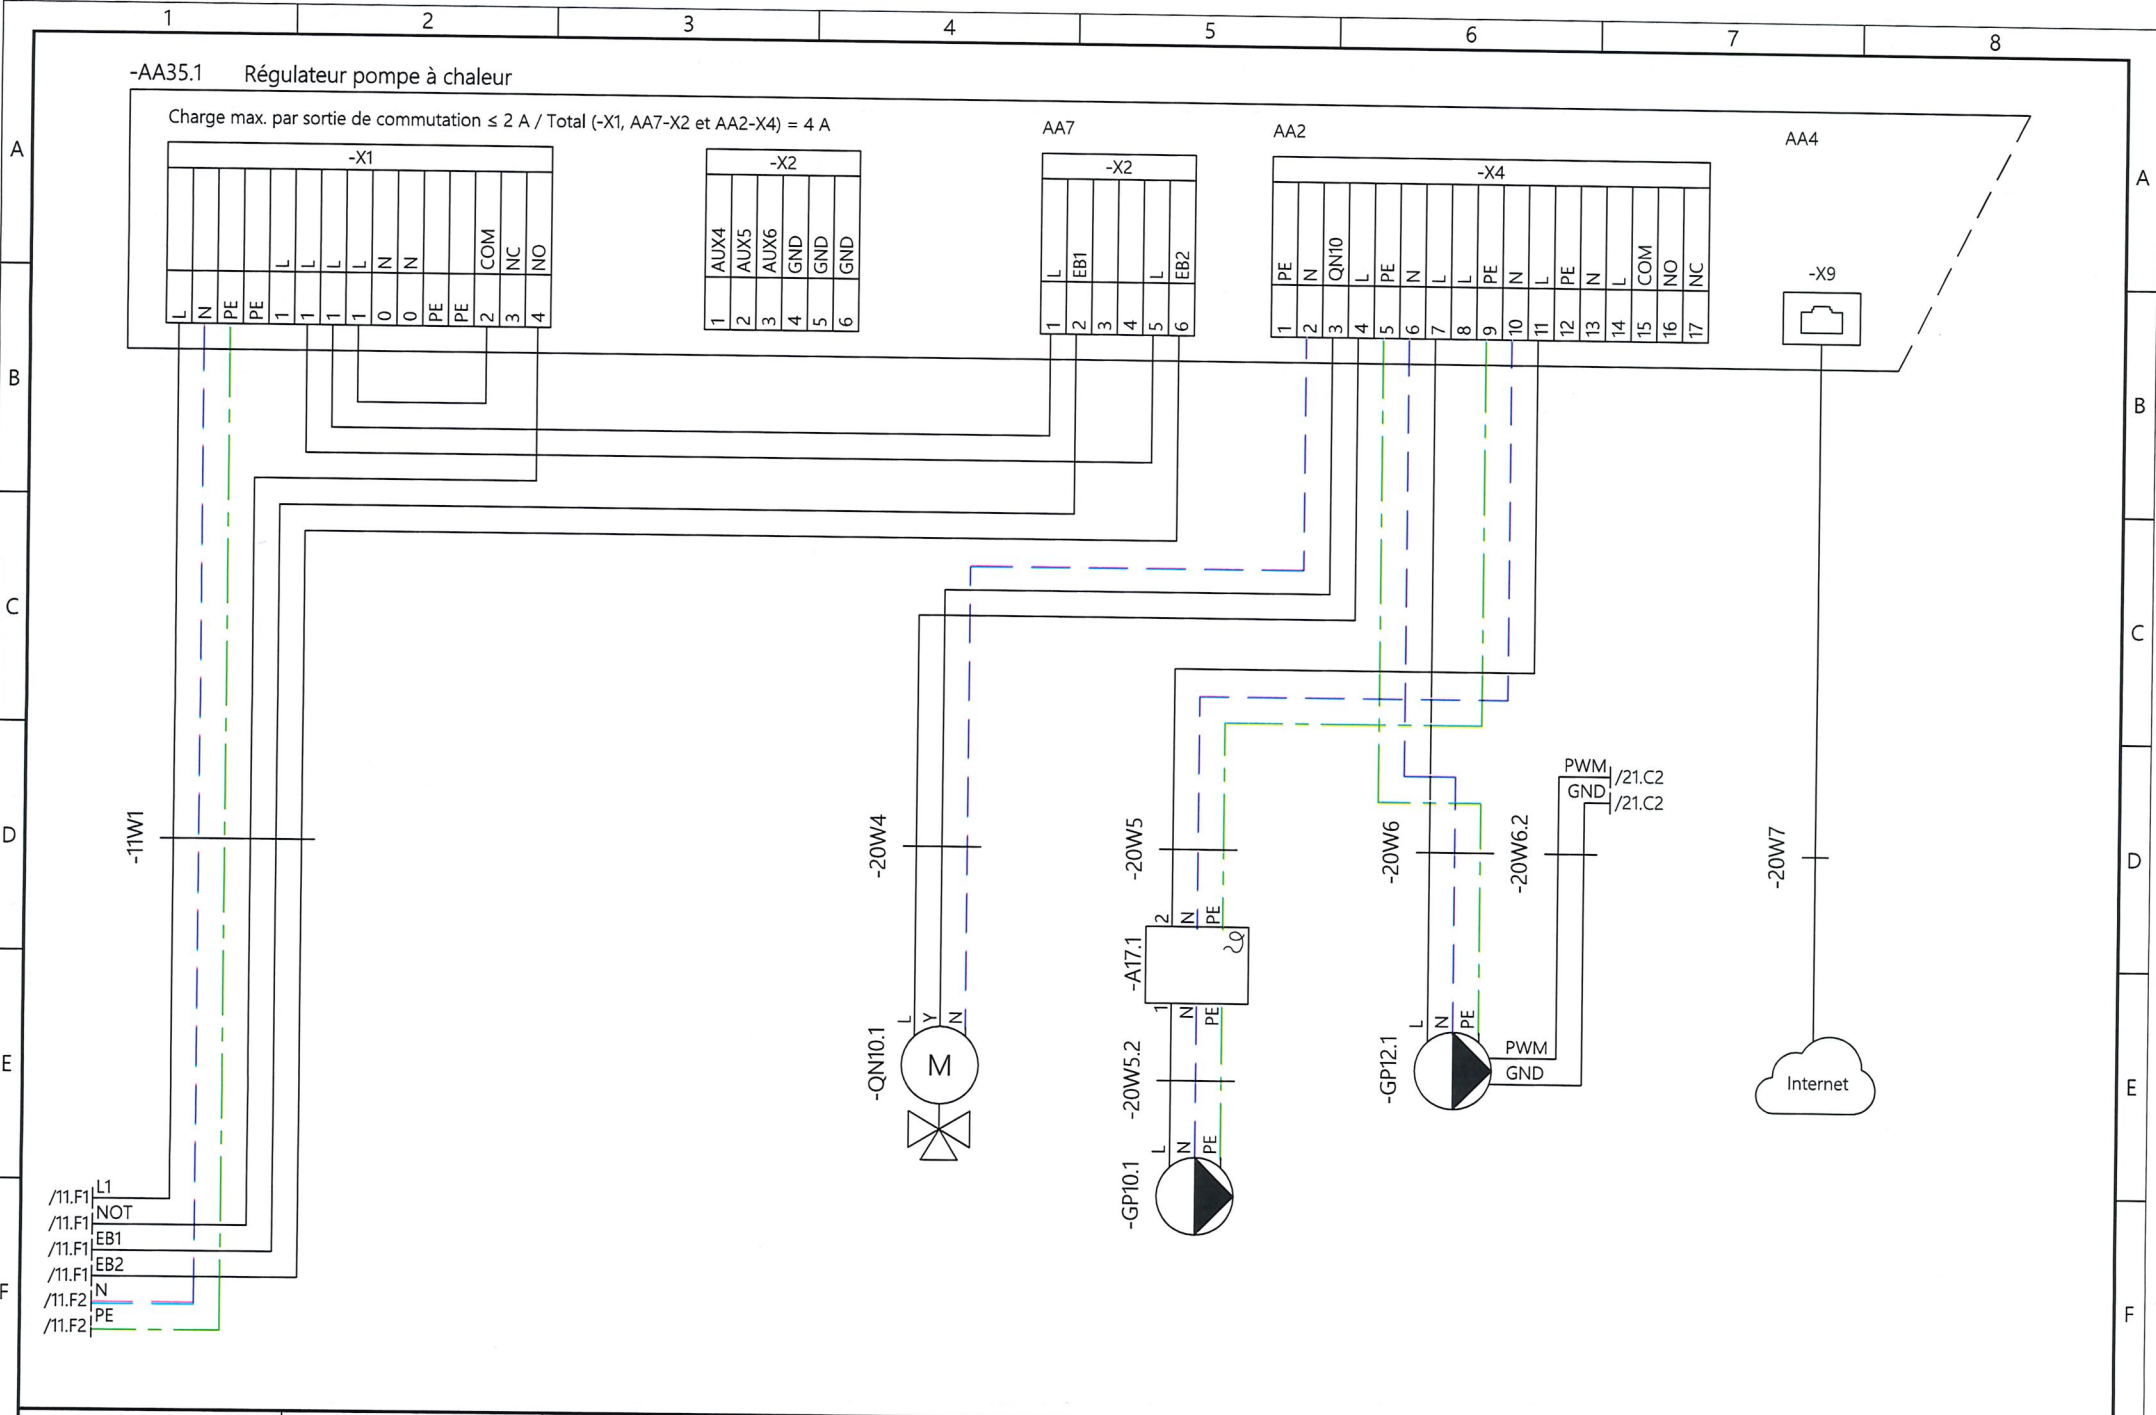 1 2 3 4 5 6 7 8
-AA35.1 Régulateur pompe à chaleur
Charge max. par sortie de commutation ≤ 2 A / Total (-X1, AA7-X2 et AA2-X4) = 4 A
AA7
AA2
AA4
A
A
-X1
L L L L N N COM NC NO
L N PE PE 1 1 1 1 0 0 PE PE 2 3 4
-X2
AUX4 AUX5 AUX6 GND GND GND
1 2 3 4 5 6
-X2
L EB1 L EB2
1 2 3 4 5 6
-X4
PE N QN10 L PE N L L PE N L PE N L COM NO NC
1 2 3 4 5 6 7 8 9 10 11 12 13 14 15 16 17
-X9
B
B
C
C
PWM /21.C2
GND /21.C2
D
D
-11W1
-20W4
-20W5
-20W6
-20W6.2
-20W7
2 N PE
-A17.1
1 N PE
E
E
L Y N
-QN10.1
M
-20W5.2
L N PE
-GP10.1
L N PE
-GP12.1
PWM
GND
Internet
/11.F1 L1
/11.F1 NOT
/11.F1 EB1
/11.F1 EB2
/11.F2 N
/11.F2 PE
F
F